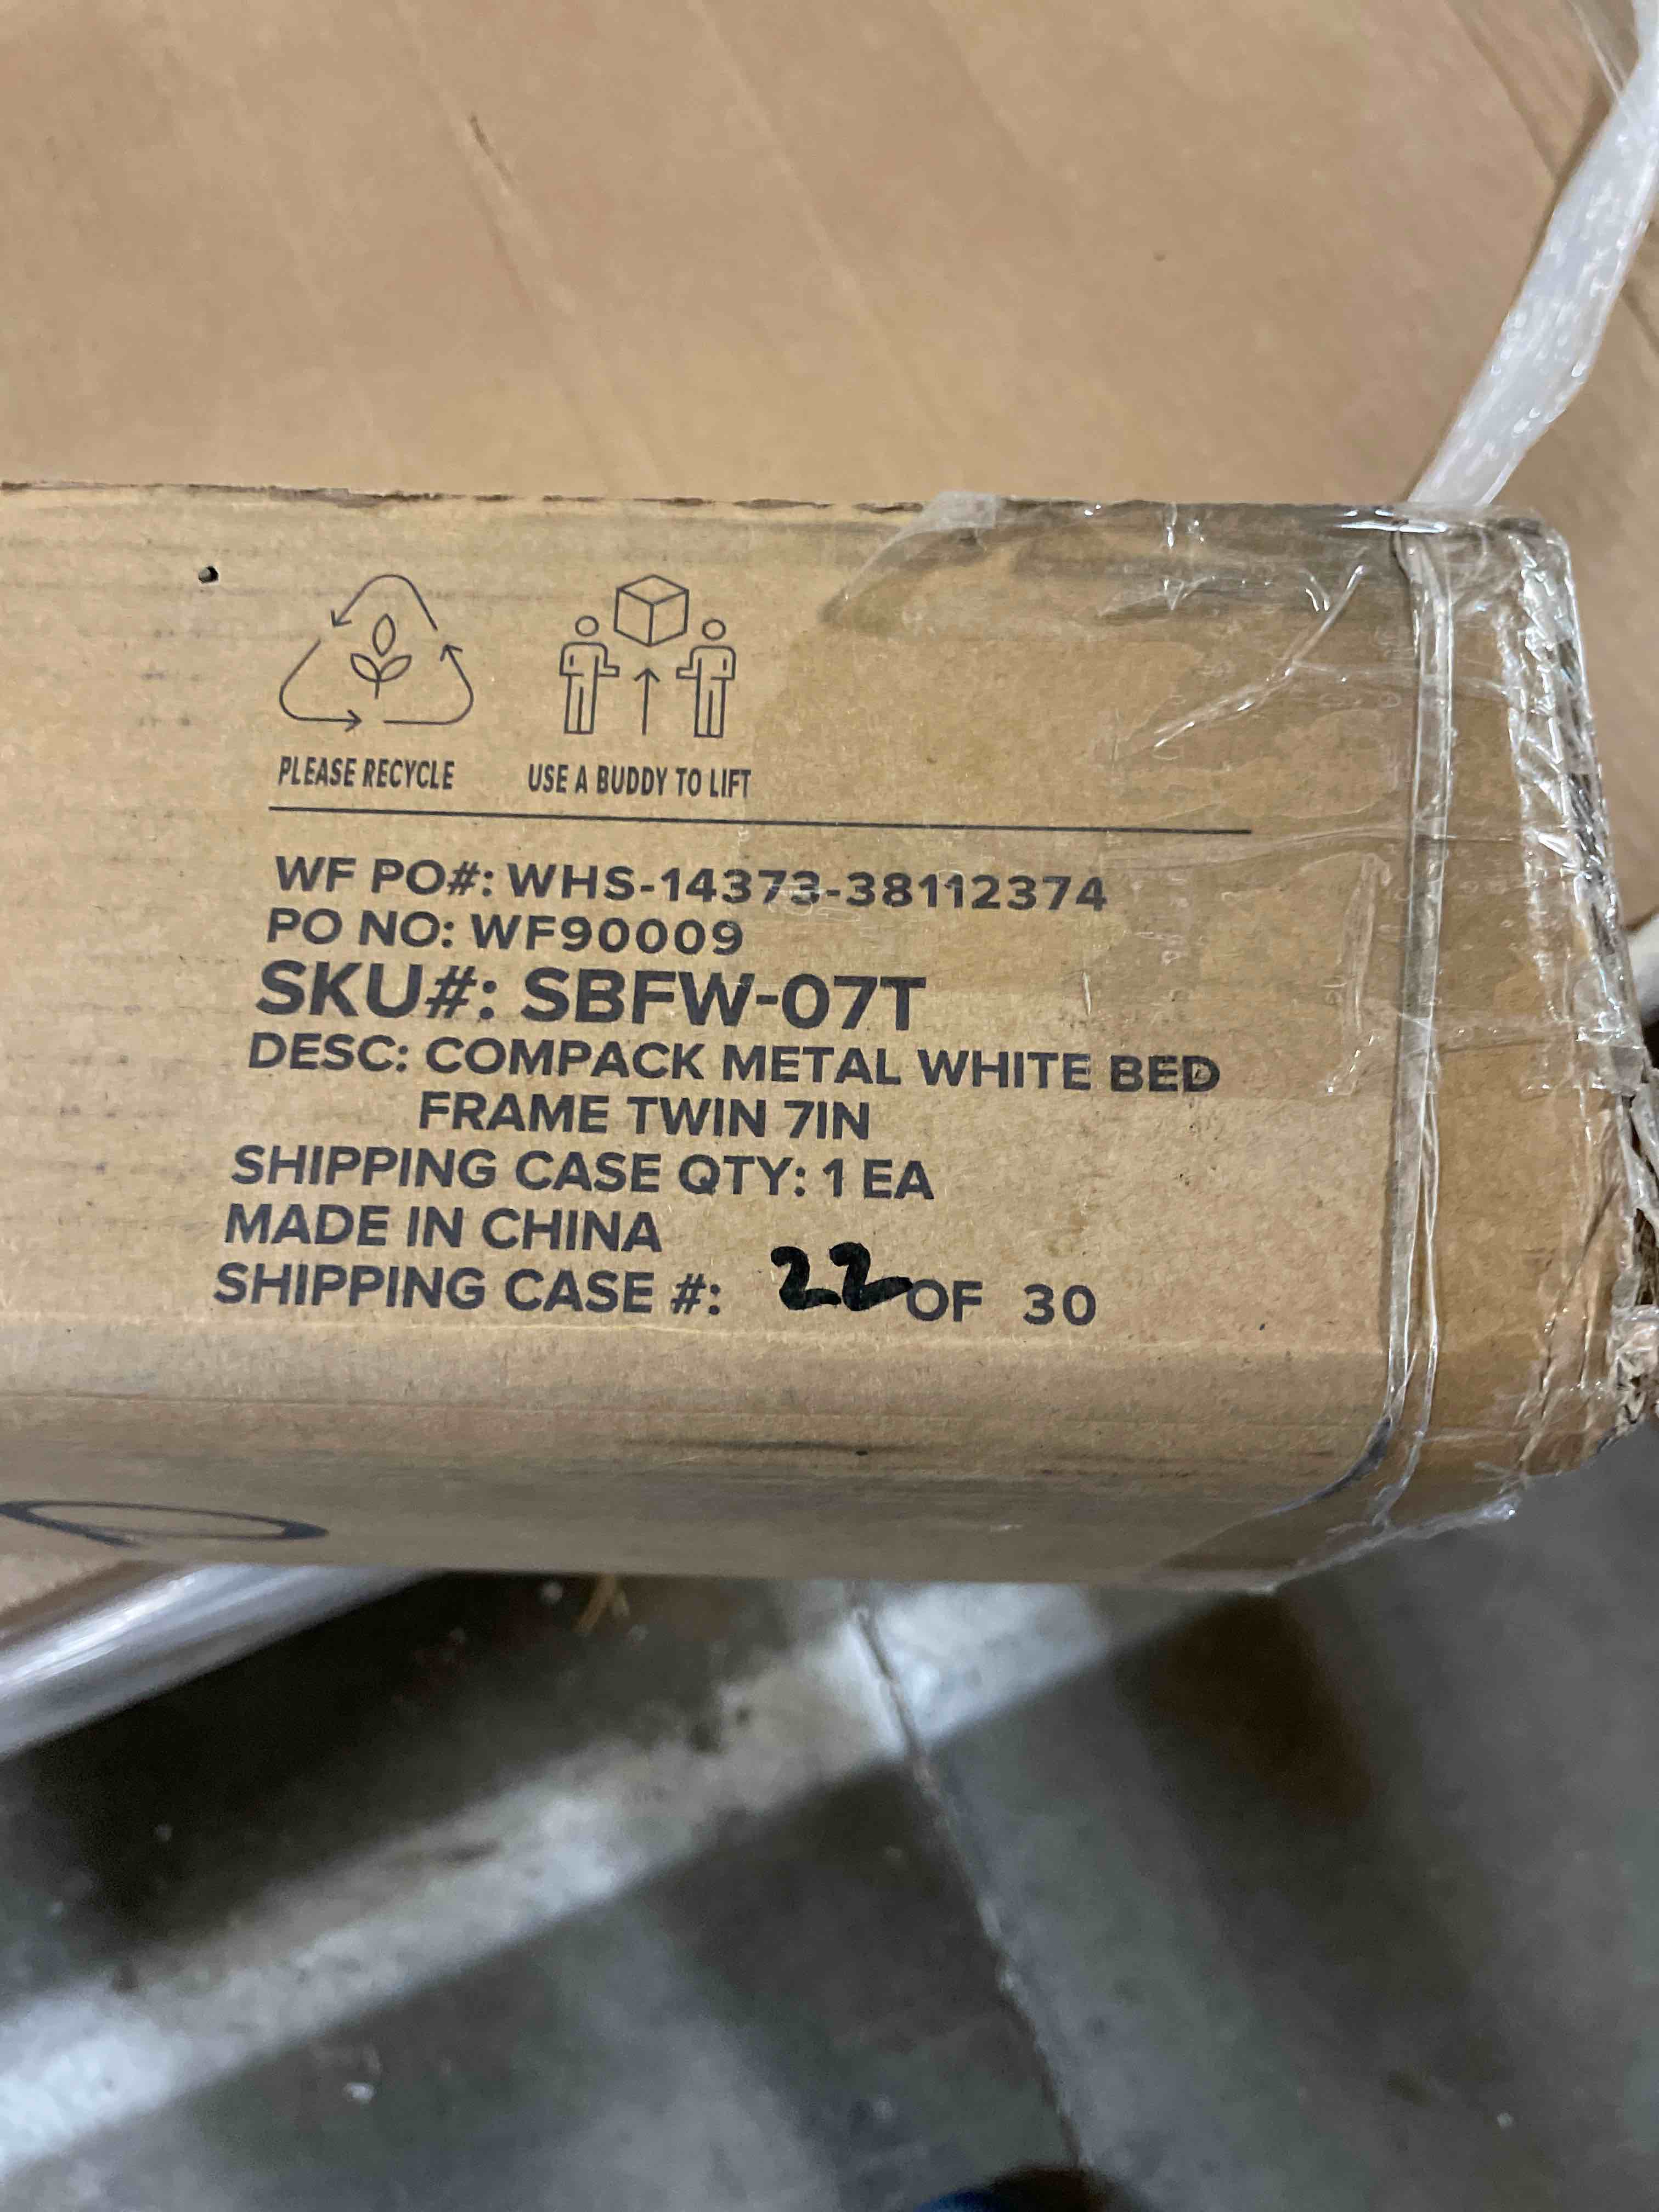 PLEASE RECYCLE
USE A BUDDY TO LIFT
WF PO#: WHS-14373-38112374
PO NO: WF90009
SKU#: SBFW-07T
DESC: COMPACK METAL WHITE BED
FRAME TWIN 7IN
SHIPPING CASE QTY: 1 EA
MADE IN CHINA
SHIPPING CASE #: 22 OF 30